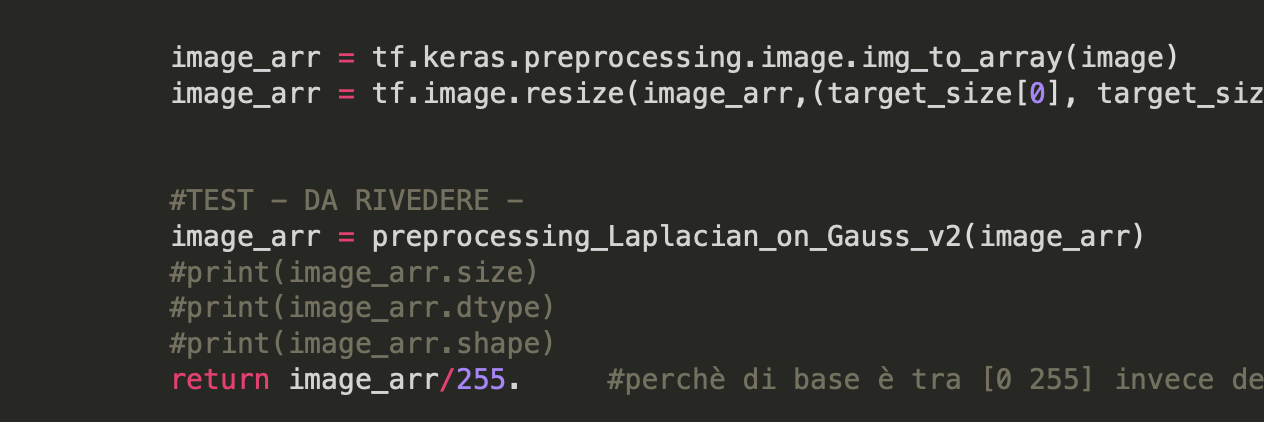 image_arr = tf.keras.preprocessing.image.img_to_array(image)
image_arr = tf.image.resize(image_arr,(target_size[0], target_siz
#TEST - DA RIVEDERE -
image_arr = preprocessing_Laplacian_on_Gauss_v2(image_arr)
#print(image_arr.size)
#print(image_arr.dtype)
#print(image_arr.shape)
return image_arr/255. #perchè di base è tra [0 255] invece de